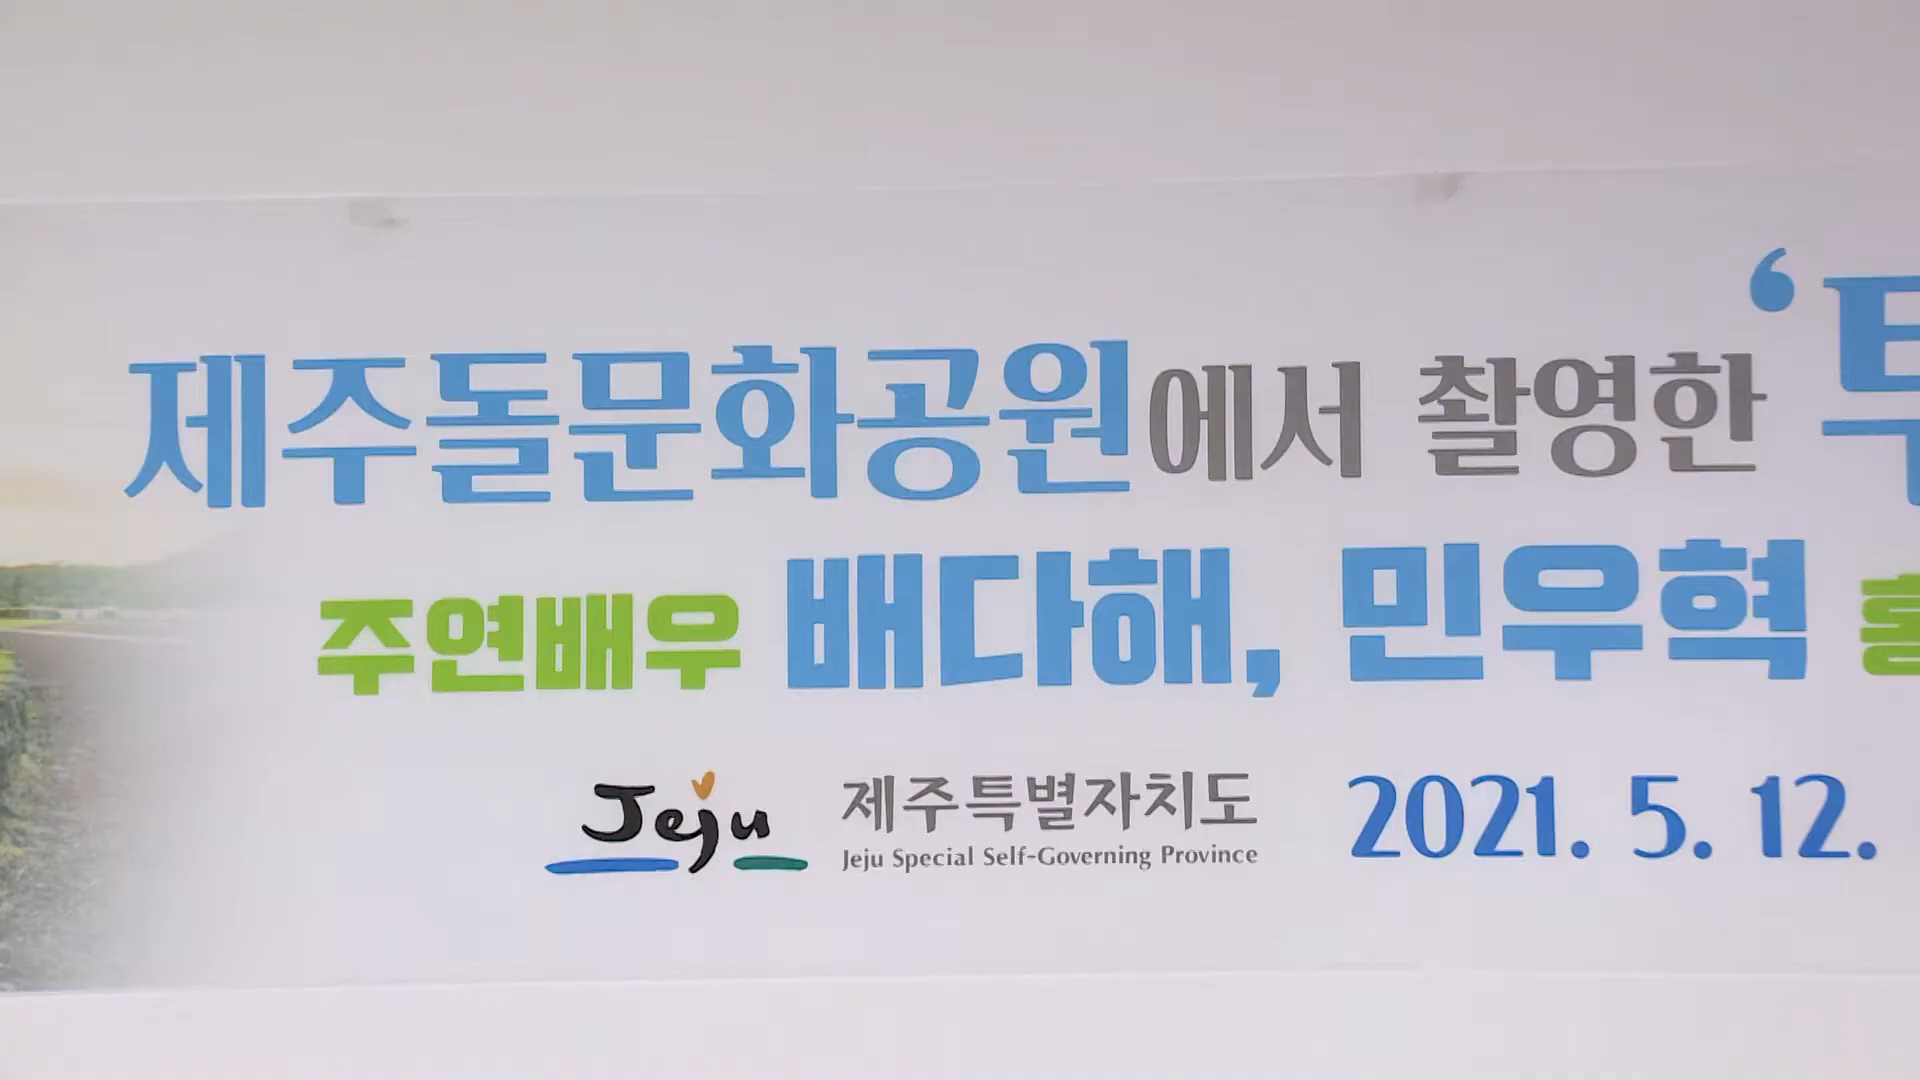 제주돌문화공원에서 촬영한 ‘
주연배우 배다해, 민우혁
Jeju 제주특별자치도 2021. 5. 12.
Jeju Special Self-Governing Province